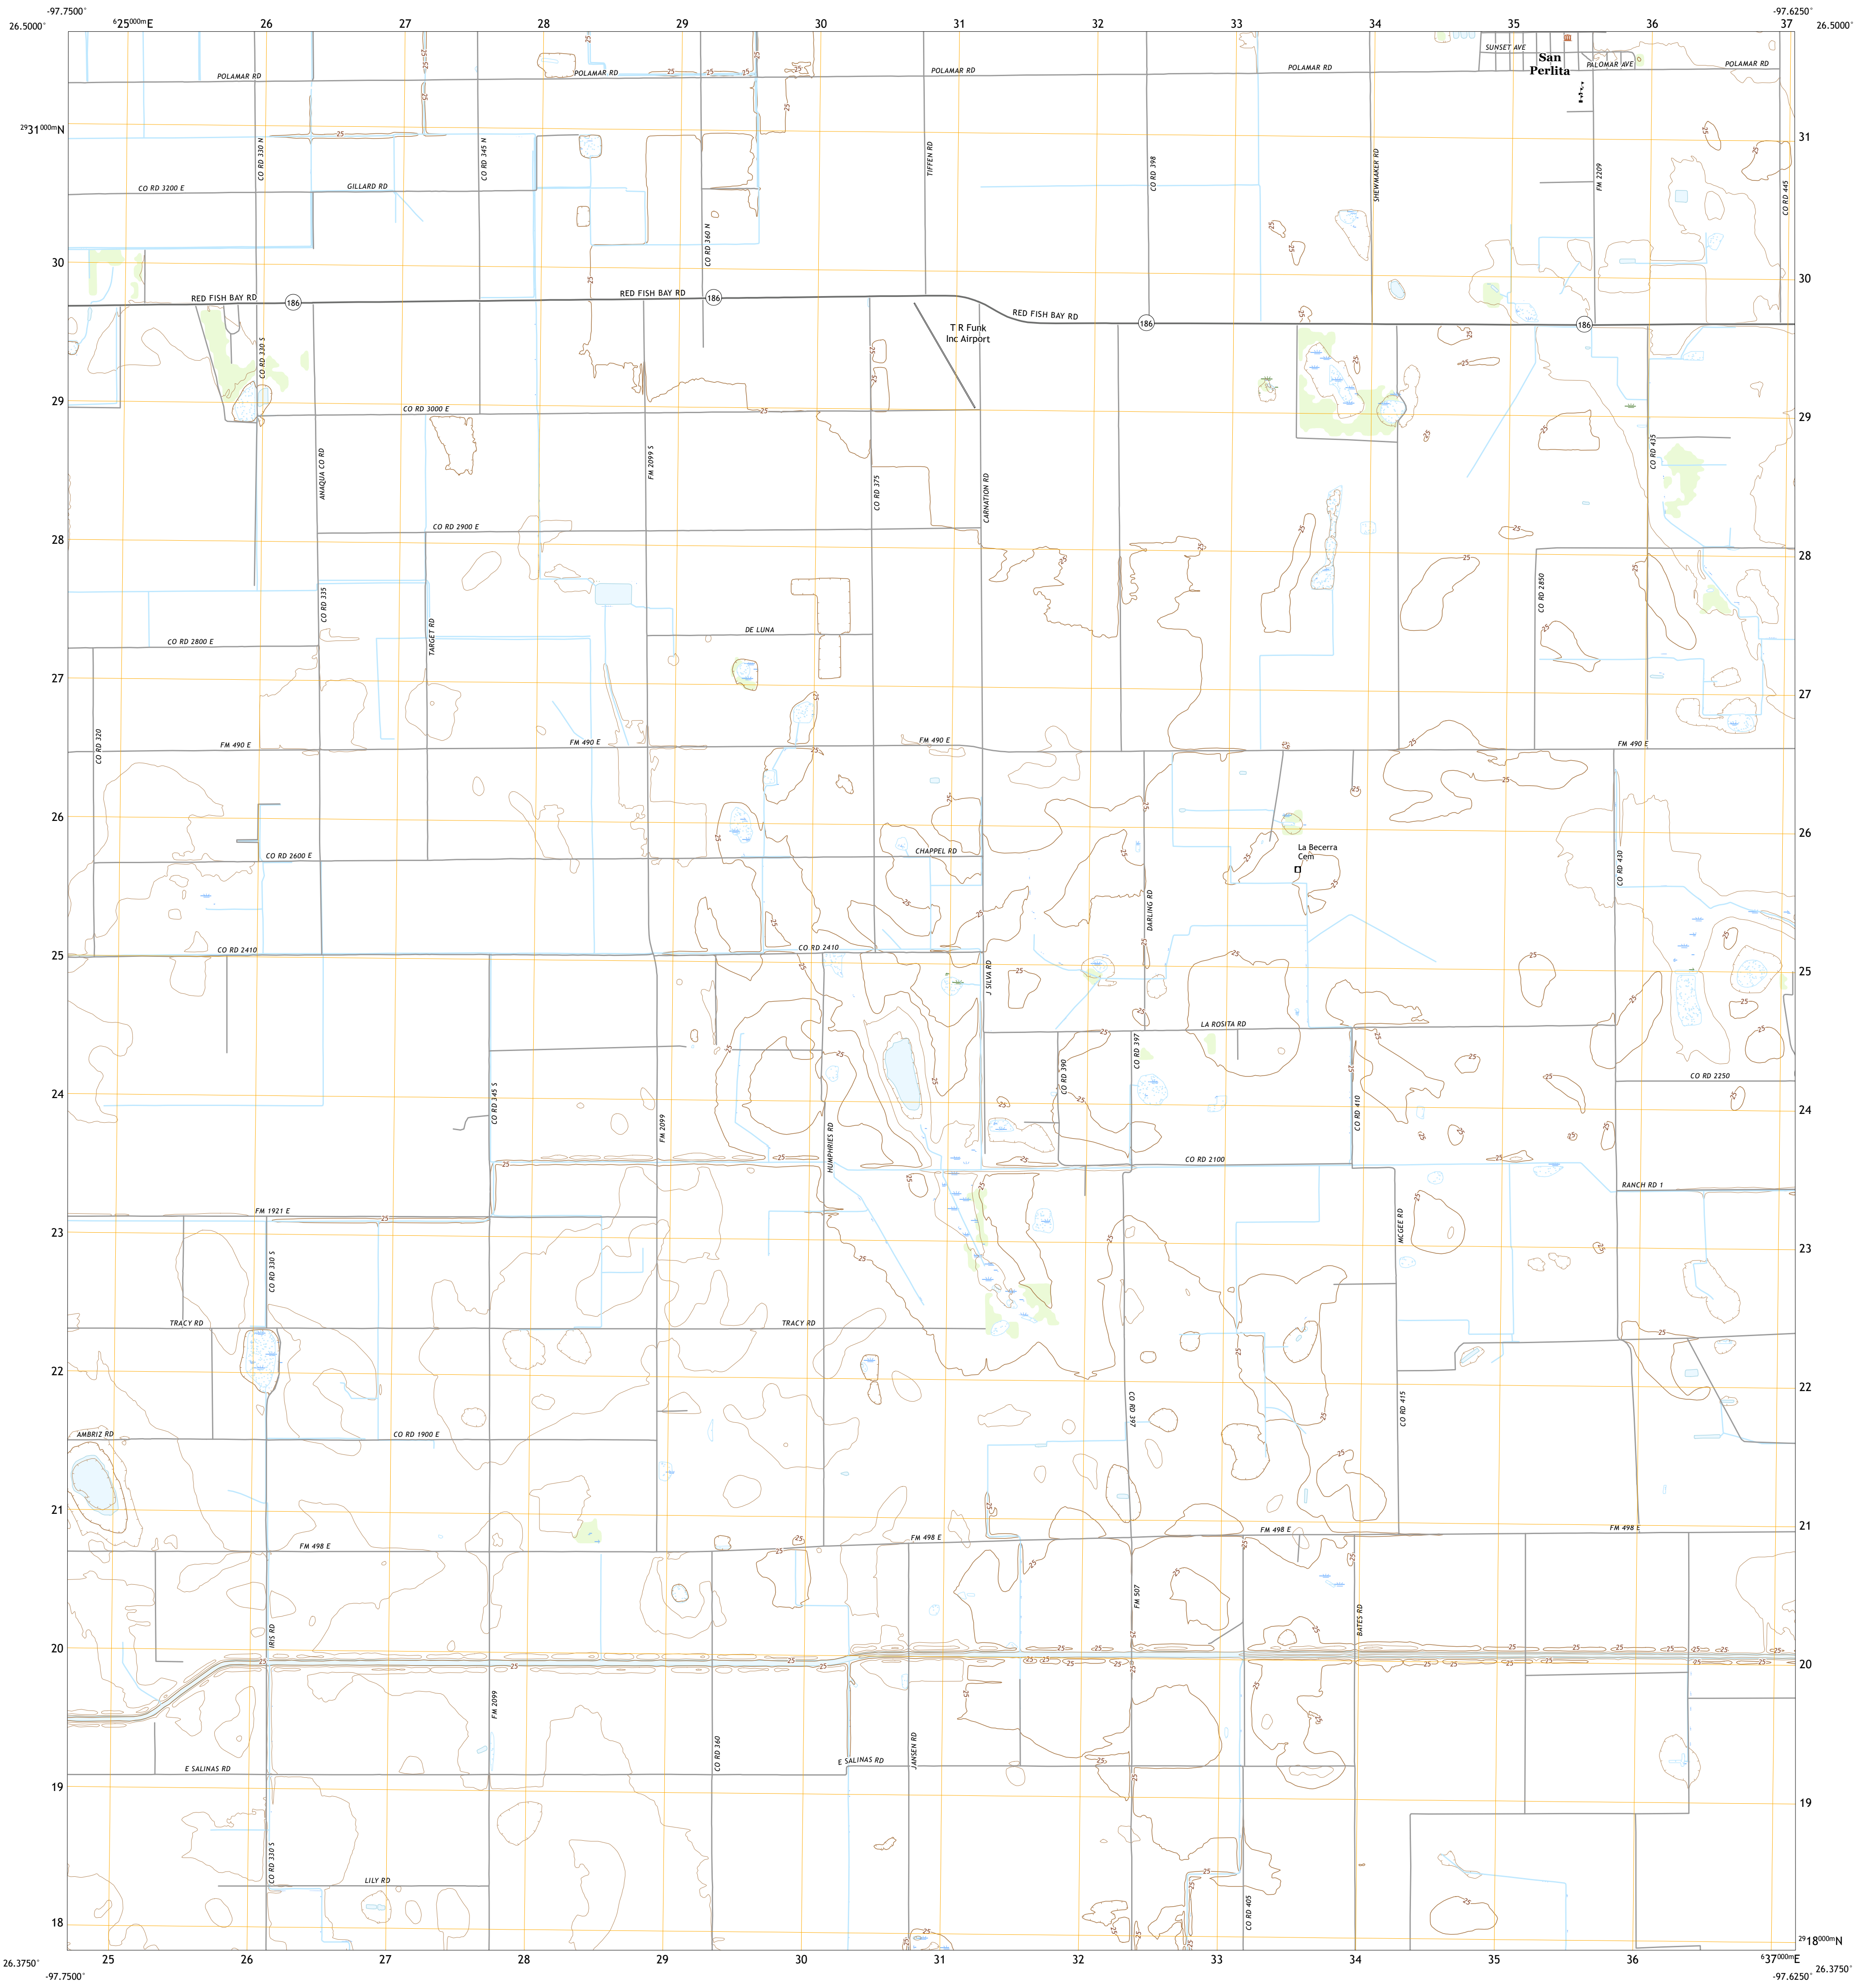 -97.7500°
-97.6250°
26.5000°
⁶25⁰⁰⁰ᵐE
26
27
28
29
30
31
32
33
34
35
36
37
26.5000°
SUNSET AVE
San
Perlita
PALOMAR AVE
POLAMAR RD
POLAMAR RD
POLAMAR RD
POLAMAR RD
POLAMAR RD
²⁹31⁰⁰⁰ᵐN
31
CO RD 330 N
CO RD 345 N
TIFFEN RD
CO RD 398
SHEWMAKER RD
FM 2209
CO RD 445
CO RD 3200 E
GILLARD RD
CO RD 360 N
30
30
RED FISH BAY RD
186
RED FISH BAY RD
186
RED FISH BAY RD
186
186
T R Funk
Inc Airport
CO RD 330 S
29
29
CO RD 3000 E
ANAQUA CO RD
FM 2099 S
CO RD 375
CARNATION RD
CO RD 435
CO RD 2900 E
28
28
CO RD 335
CO RD 2850
TARGET RD
DE LUNA
CO RD 2800 E
27
27
CO RD 320
FM 490 E
FM 490 E
FM 490 E
FM 490 E
26
26
CO RD 2600 E
CHAPPEL RD
La Becerra
Cem
CO RD 430
DARLING RD
CO RD 2410
CO RD 2410
25
25
J SILVA RD
LA ROSITA RD
CO RD 397
CO RD 390
CO RD 2250
24
24
CO RD 345 S
FM 2099
HUMPHRIES RD
CO RD 410
CO RD 2100
RANCH RD 1
FM 1921 E
MCGEE RD
23
23
CO RD 330 S
TRACY RD
TRACY RD
22
22
CO RD 397
CO RD 415
AMBRIZ RD
CO RD 1900 E
21
21
FM 498 E
FM 498 E
FM 498 E
FM 498 E
FM 507
BATES RD
IRIS RD
20
20
FM 2099
CO RD 360
JANSEN RD
E SALINAS RD
E SALINAS RD
19
19
CO RD 330 S
LILY RD
CO RD 405
18
²⁹18⁰⁰⁰ᵐN
26.3750°
25
26
27
28
29
30
31
32
33
34
35
36
⁶37⁰⁰⁰ᵐE
26.3750°
-97.7500°
-97.6250°